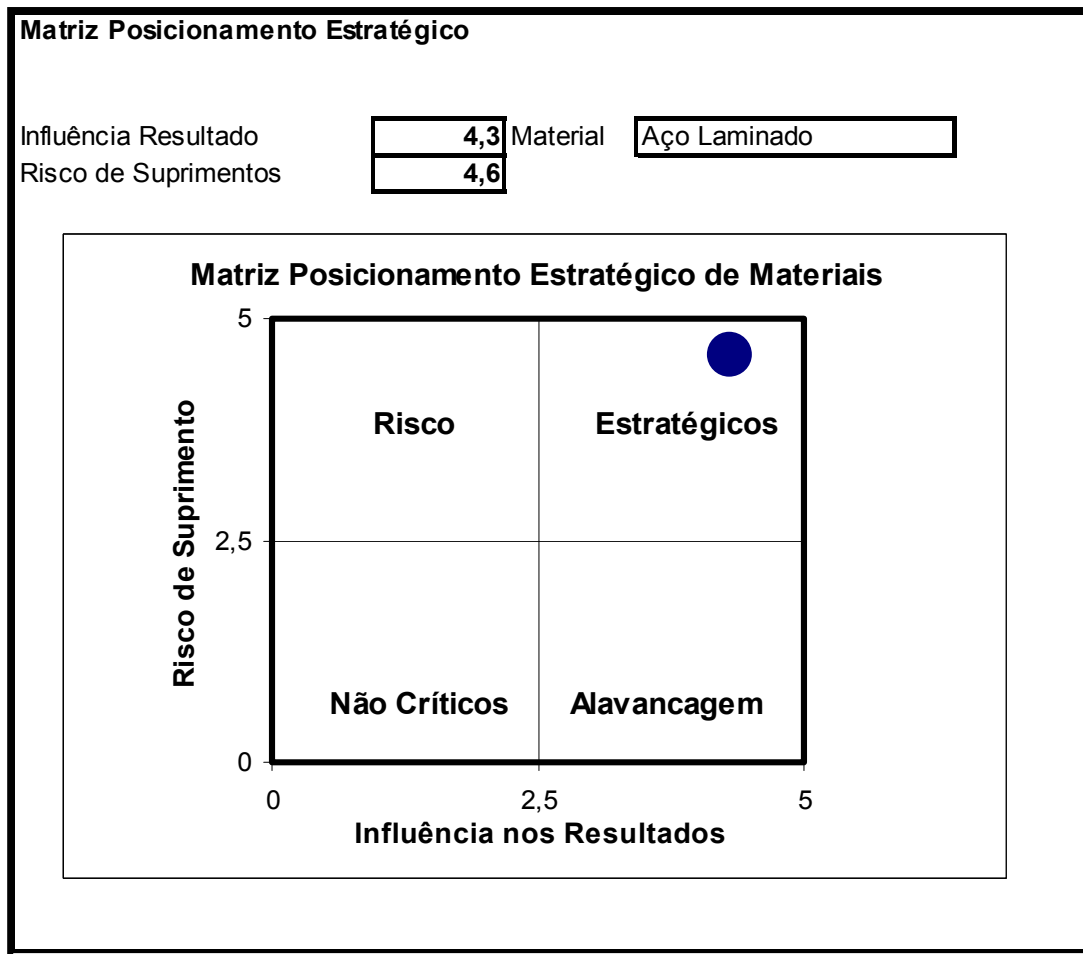 Matriz Posicionamento Estratégico
Influência Resultado 4,3 Material Aço Laminado
Risco de Suprimentos 4,6
Matriz Posicionamento Estratégico de Materiais
5
Risco Estratégicos
Risco de Suprimento
2,5
Não Críticos Alavancagem
0
0 2,5 5
Influência nos Resultados